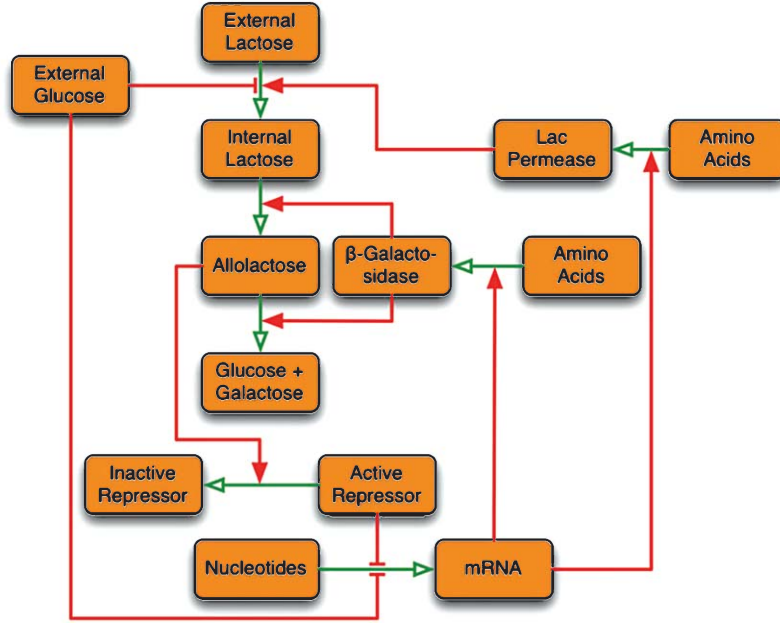 External
Lactose
External
Glucose
Internal
Lactose
Lac
Permease
Amino
Acids
Allolactose
β-Galacto-
sidase
Amino
Acids
Glucose +
Galactose
Inactive
Repressor
Active
Repressor
Nucleotides
mRNA